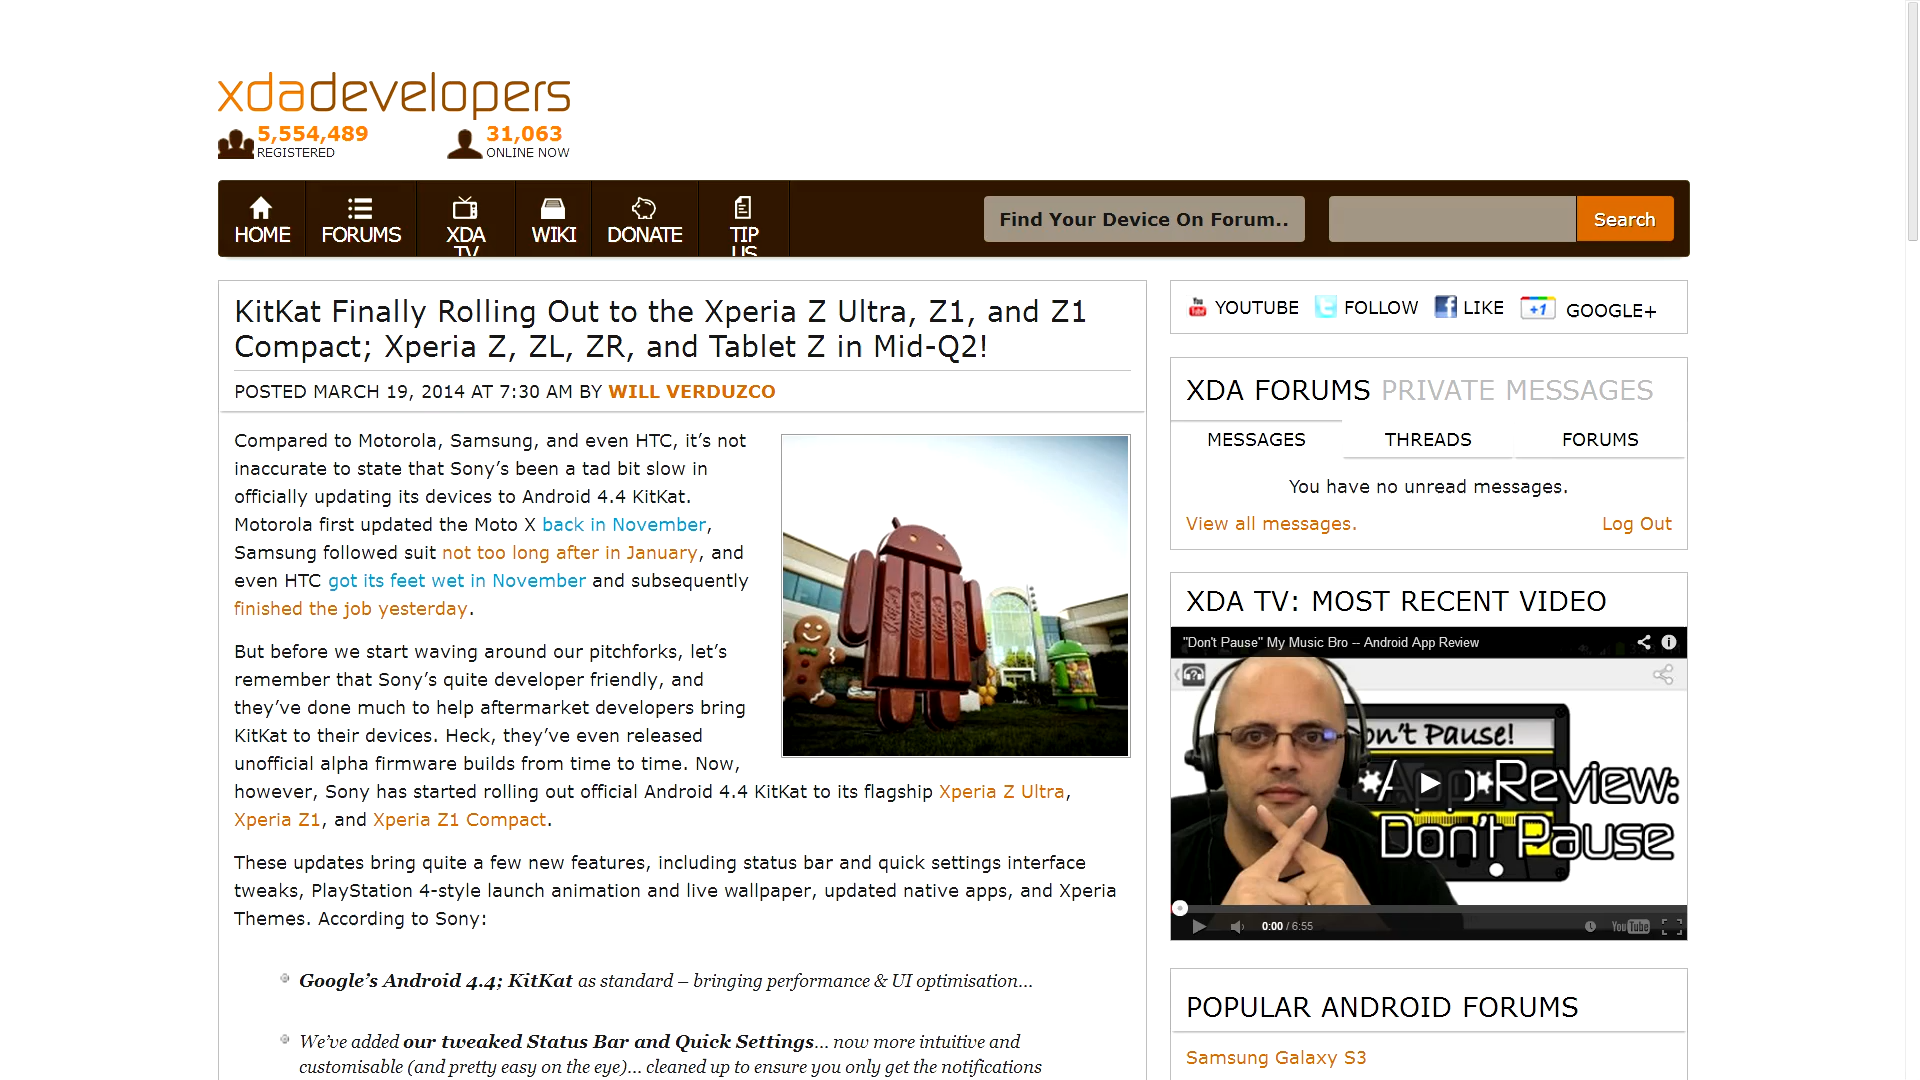 xdadevelopers
5,554,489
REGISTERED
31,063
ONLINE NOW
HOME
FORUMS
XDA
TV
WIKI
DONATE
TIP
US
Find Your Device On Forum..
Search
KitKat Finally Rolling Out to the Xperia Z Ultra, Z1, and Z1
Compact; Xperia Z, ZL, ZR, and Tablet Z in Mid-Q2!
POSTED MARCH 19, 2014 AT 7:30 AM BY WILL VERDUZCO
Compared to Motorola, Samsung, and even HTC, it’s not
inaccurate to state that Sony’s been a tad bit slow in
officially updating its devices to Android 4.4 KitKat.
Motorola first updated the Moto X back in November,
Samsung followed suit not too long after in January, and
even HTC got its feet wet in November and subsequently
finished the job yesterday.
But before we start waving around our pitchforks, let’s
remember that Sony’s quite developer friendly, and
they’ve done much to help aftermarket developers bring
KitKat to their devices. Heck, they’ve even released
unofficial alpha firmware builds from time to time. Now,
however, Sony has started rolling out official Android 4.4 KitKat to its flagship Xperia Z Ultra,
Xperia Z1, and Xperia Z1 Compact.
These updates bring quite a few new features, including status bar and quick settings interface
tweaks, PlayStation 4-style launch animation and live wallpaper, updated native apps, and Xperia
Themes. According to Sony:
Google’s Android 4.4; KitKat as standard – bringing performance & UI optimisation…
We’ve added our tweaked Status Bar and Quick Settings… now more intuitive and
customisable (and pretty easy on the eye)… cleaned up to ensure you only get the notifications
YOUTUBE
FOLLOW
LIKE
+1
GOOGLE+
XDA FORUMS PRIVATE MESSAGES
MESSAGES
THREADS
FORUMS
You have no unread messages.
View all messages.
Log Out
XDA TV: MOST RECENT VIDEO
"Don't Pause" My Music Bro -- Android App Review
Don't Pause!
App Review:
Don't Pause
0:00 / 6:55
YouTube
POPULAR ANDROID FORUMS
Samsung Galaxy S3